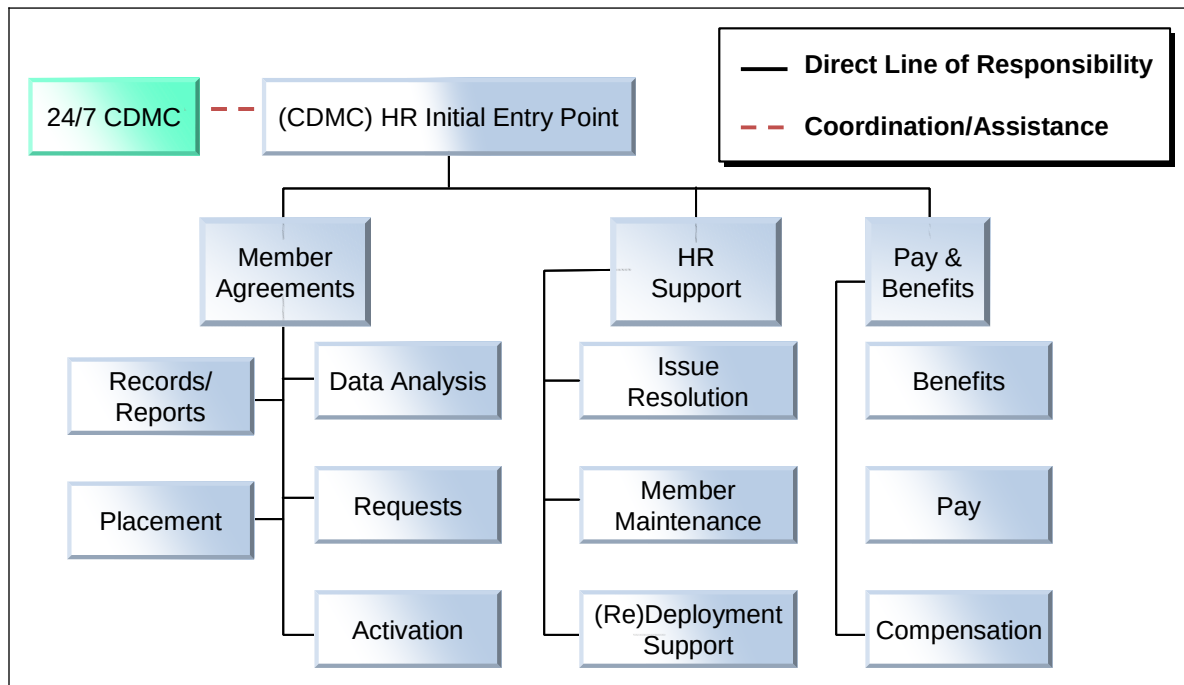 Direct Line of Responsibility
Coordination/Assistance
24/7 CDMC
(CDMC) HR Initial Entry Point
Member
Agreements
HR
Support
Pay &
Benefits
Records/
Reports
Data Analysis
Issue
Resolution
Benefits
Placement
Requests
Member
Maintenance
Pay
Activation
(Re)Deployment
Support
Compensation